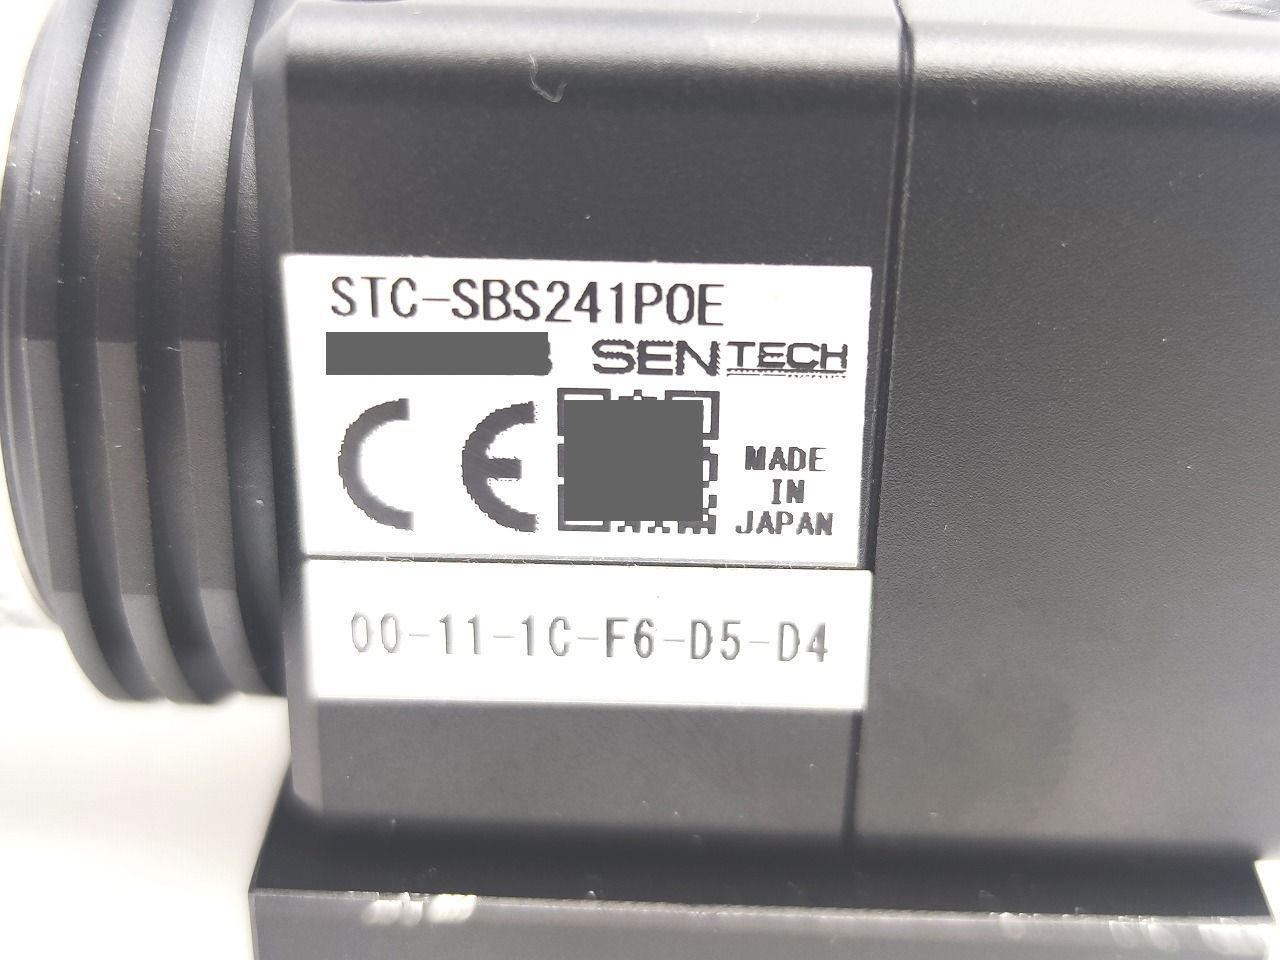 STC-SBS241POE
SENTECH
CE
MADE
IN
JAPAN
00-11-1C-F6-D5-D4